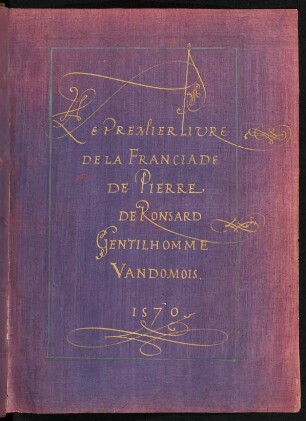 Le premier livre
de la Franciade
de Pierre
de Ronsard
Gentilhomme
Vandomois.
1570